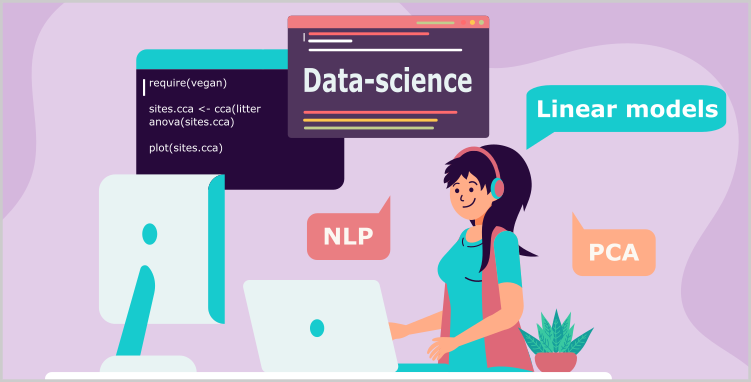 Data-science
require(vegan)
sites.cca <- cca(litter
anova(sites.cca)
plot(sites.cca)
Linear models
NLP
PCA